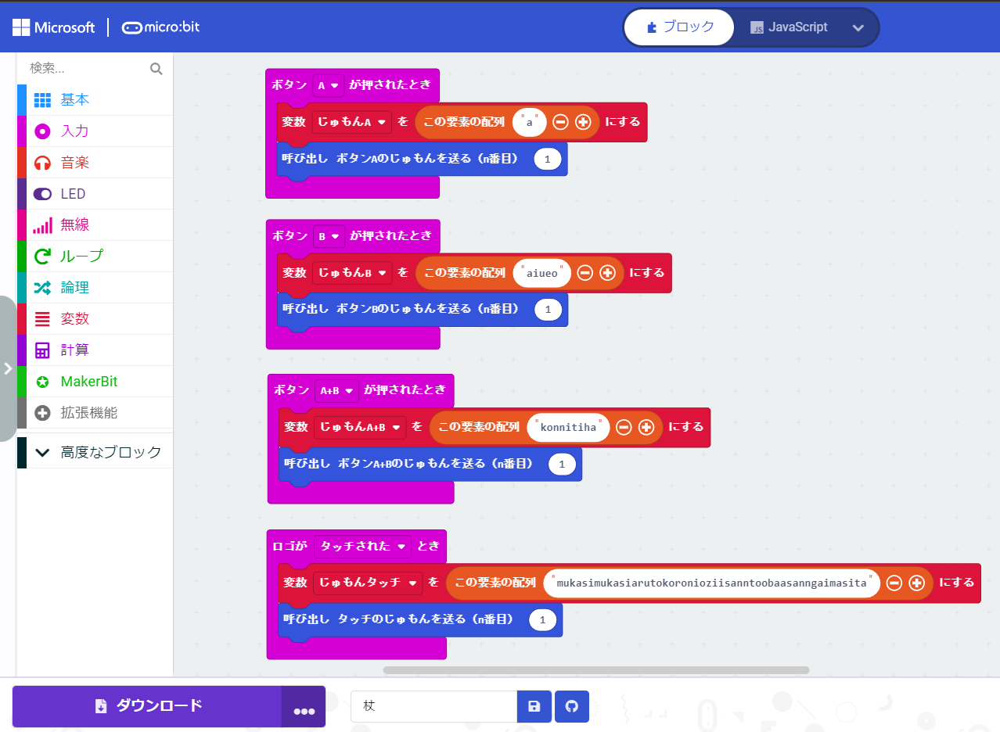 Microsoft micro:bit ブロック JavaScript
検索...
基本
入力
音楽
LED
無線
ループ
論理
変数
計算
MakerBit
拡張機能
高度なブロック
ボタン A が押されたとき
変数 じゅもんA を この要素の配列 "a" にする
呼び出し ボタンAのじゅもんを送る (n番目) 1
ボタン B が押されたとき
変数 じゅもんB を この要素の配列 "aiueo" にする
呼び出し ボタンBのじゅもんを送る (n番目) 1
ボタン A+B が押されたとき
変数 じゅもんA+B を この要素の配列 "konnitiha" にする
呼び出し ボタンA+Bのじゅもんを送る (n番目) 1
ロゴが タッチされた とき
変数 じゅもんタッチ を この要素の配列 "mukasimukasiarutokoronioziisanntoobaasanngaimasita" にする
呼び出し タッチのじゅもんを送る (n番目) 1
ダウンロード ••• 杖